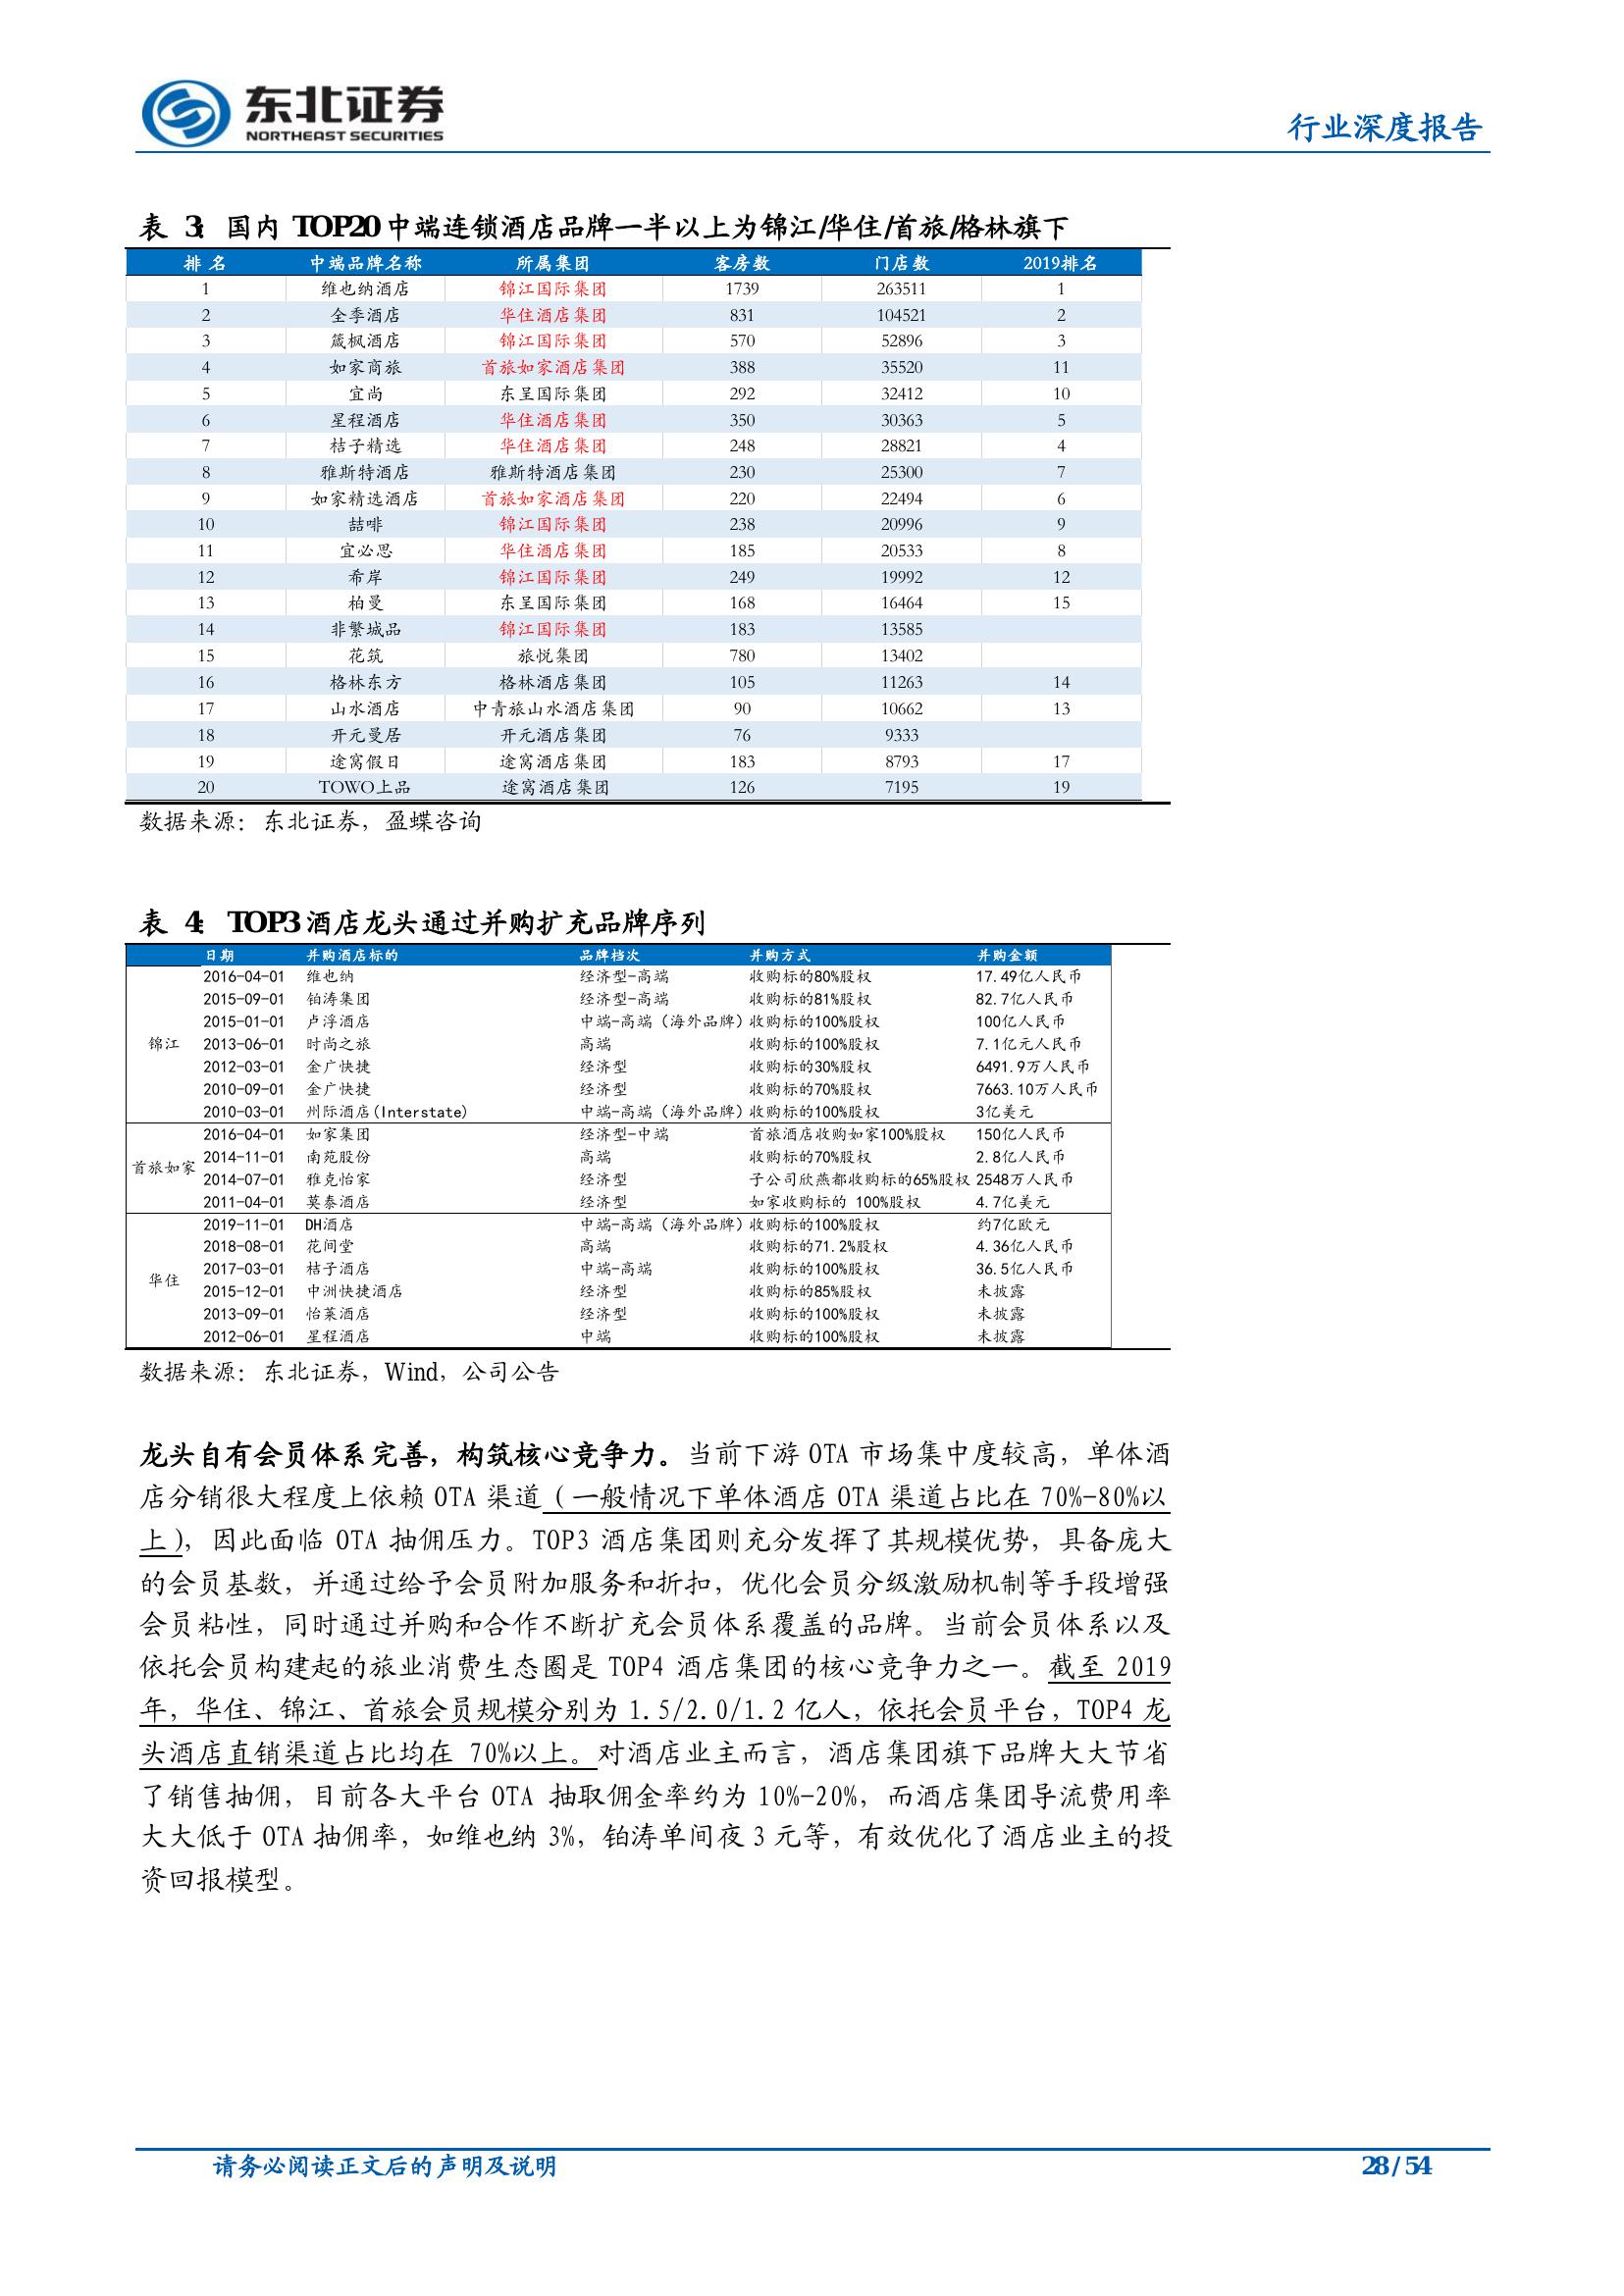 东北证券
NORTHEAST SECURITIES
行业深度报告
表 3: 国内 TOP20 中端连锁酒店品牌一半以上为锦江/华住/首旅/格林旗下
排 名 中端品牌名称 所属集团 客房数 门店数 2019排名
1 维也纳酒店 锦江国际集团 1739 263511 1
2 全季酒店 华住酒店集团 831 104521 2
3 麗枫酒店 锦江国际集团 570 52896 3
4 如家商旅 首旅如家酒店集团 388 35520 11
5 宜尚 东呈国际集团 292 32412 10
6 星程酒店 华住酒店集团 350 30363 5
7 桔子精选 华住酒店集团 248 28821 4
8 雅斯特酒店 雅斯特酒店集团 230 25300 7
9 如家精选酒店 首旅如家酒店集团 220 22494 6
10 喆啡 锦江国际集团 238 20996 9
11 宜必思 华住酒店集团 185 20533 8
12 希岸 锦江国际集团 249 19992 12
13 柏曼 东呈国际集团 168 16464 15
14 非繁城品 锦江国际集团 183 13585
15 花筑 旅悦集团 780 13402
16 格林东方 格林酒店集团 105 11263 14
17 山水酒店 中青旅山水酒店集团 90 10662 13
18 开元曼居 开元酒店集团 76 9333
19 途窝假日 途窝酒店集团 183 8793 17
20 TOWO上品 途窝酒店集团 126 7195 19
数据来源：东北证券，盈蝶咨询
表 4: TOP3 酒店龙头通过并购扩充品牌序列
日期 并购酒店标的 品牌档次 并购方式 并购金额
2016-04-01 维也纳 经济型-高端 收购标的80%股权 17.49亿人民币
2015-09-01 铂涛集团 经济型-高端 收购标的81%股权 82.7亿人民币
2015-01-01 卢浮酒店 中端-高端（海外品牌）收购标的100%股权 100亿人民币
锦江 2013-06-01 时尚之旅 高端 收购标的100%股权 7.1亿元人民币
2012-03-01 金广快捷 经济型 收购标的30%股权 6491.9万人民币
2010-09-01 金广快捷 经济型 收购标的70%股权 7663.10万人民币
2010-03-01 州际酒店(Interstate) 中端-高端（海外品牌）收购标的100%股权 3亿美元
2016-04-01 如家集团 经济型-中端 首旅酒店收购如家100%股权 150亿人民币
2014-11-01 南苑股份 高端 收购标的70%股权 2.8亿人民币
首旅如家 2014-07-01 雅克怡家 经济型 子公司欣燕都收购标的65%股权 2548万人民币
2011-04-01 莫泰酒店 经济型 如家收购标的 100%股权 4.7亿美元
2019-11-01 DH酒店 中端-高端（海外品牌）收购标的100%股权 约7亿欧元
2018-08-01 花间堂 高端 收购标的71.2%股权 4.36亿人民币
华住 2017-03-01 桔子酒店 中端-高端 收购标的100%股权 36.5亿人民币
2015-12-01 中洲快捷酒店 经济型 收购标的85%股权 未披露
2013-09-01 怡莱酒店 经济型 收购标的100%股权 未披露
2012-06-01 星程酒店 中端 收购标的100%股权 未披露
数据来源：东北证券，Wind，公司公告
龙头自有会员体系完善，构筑核心竞争力。当前下游 OTA 市场集中度较高，单体酒
店分销很大程度上依赖 OTA 渠道（一般情况下单体酒店 OTA 渠道占比在 70%-80%以
上），因此面临 OTA 抽佣压力。TOP3 酒店集团则充分发挥了其规模优势，具备庞大
的会员基数，并通过给予会员附加服务和折扣，优化会员分级激励机制等手段增强
会员粘性，同时通过并购和合作不断扩充会员体系覆盖的品牌。当前会员体系以及
依托会员构建起的旅业消费生态圈是 TOP4 酒店集团的核心竞争力之一。截至 2019
年，华住、锦江、首旅会员规模分别为 1.5/2.0/1.2 亿人，依托会员平台，TOP4 龙
头酒店直销渠道占比均在 70%以上。对酒店业主而言，酒店集团旗下品牌大大节省
了销售抽佣，目前各大平台 OTA 抽取佣金率约为 10%-20%，而酒店集团导流费用率
大大低于 OTA 抽佣率，如维也纳 3%，铂涛单间夜 3 元等，有效优化了酒店业主的投
资回报模型。
请务必阅读正文后的声明及说明
28 / 54